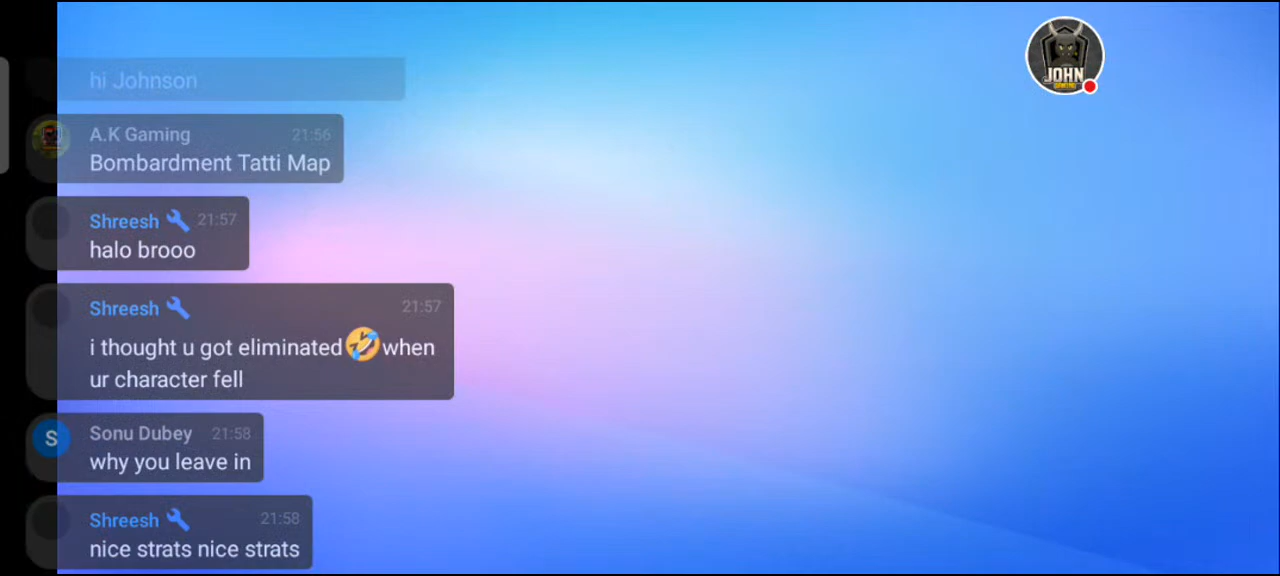 hi Johnson
A.K Gaming 21:56
Bombardment Tatti Map
Shreesh 21:57
halo brooo
Shreesh 21:57
i thought u got eliminated🤣when
ur character fell
S
Sonu Dubey 21:58
why you leave in
Shreesh 21:58
nice strats nice strats
JOHN